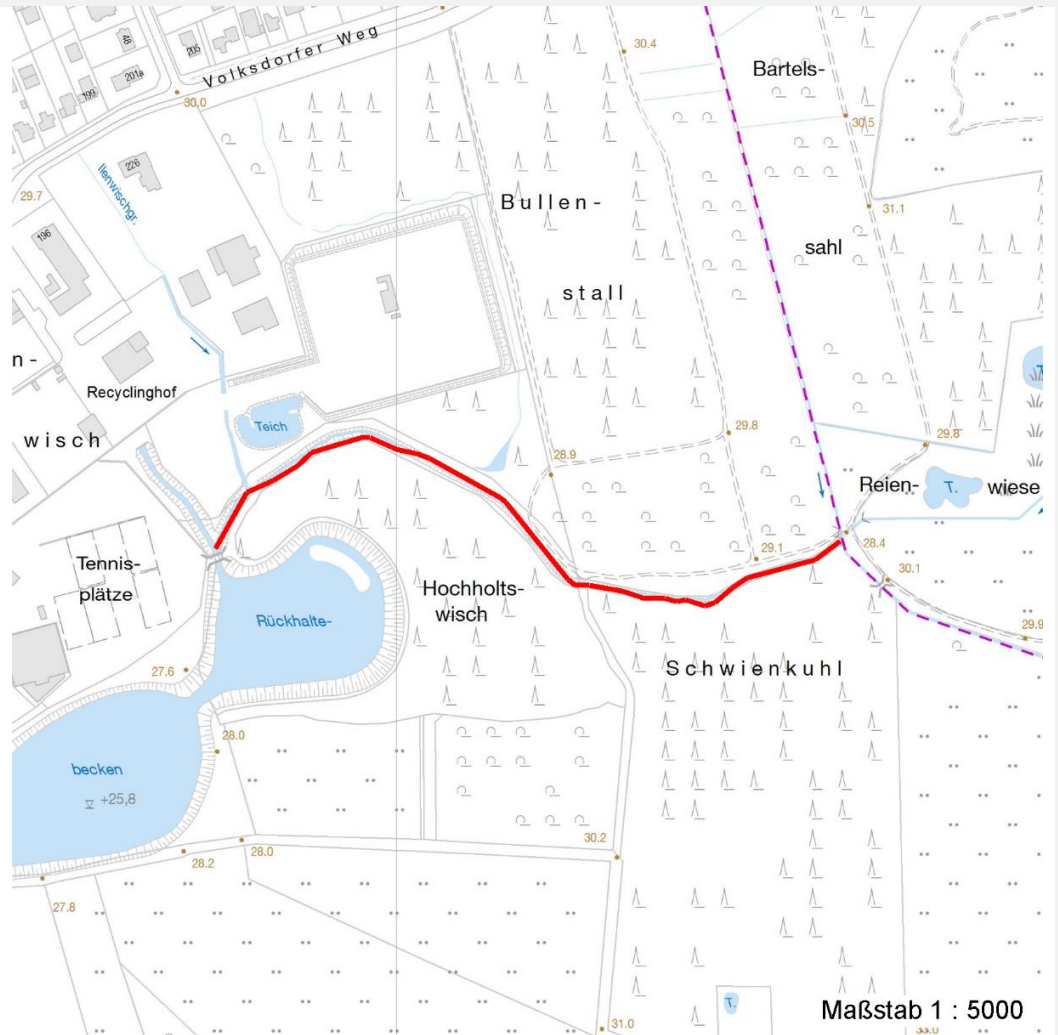 48
205
201a
199
Volksdorfer Weg
30.0
30.4
Bartels-
30.5
29.7
226
Ilenwischgr.
196
Bullen-
31.1
sahl
stall
n-
Recyclinghof
T.
wisch
Teich
29.8
29.8
28.9
Reien-
T.
wiese
Tennis-
plätze
29.1
28.4
30.1
Hochholts-
wisch
Rückhalte-
29.9
27.6
Schwienkuhl
28.0
becken
+25,8
30.2
28.0
28.2
27.8
T.
Maßstab 1 : 5000
31.0
33.0